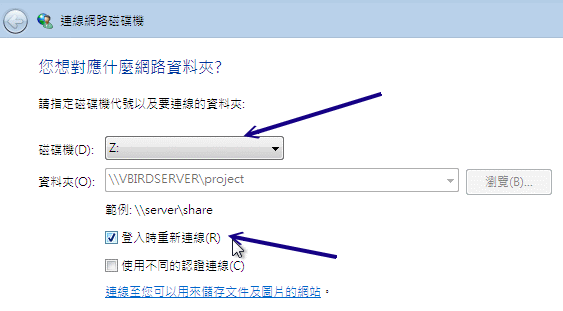 連線網路磁碟機
您想對應什麼網路資料夾?
請指定磁碟機代號以及要連線的資料夾:
磁碟機(D): Z:
資料夾(O): \\VBIRDSERVER\project 瀏覽(B)...
範例: \\server\share
登入時重新連線(R)
使用不同的認證連線(C)
連線至您可以用來儲存文件及圖片的網站。